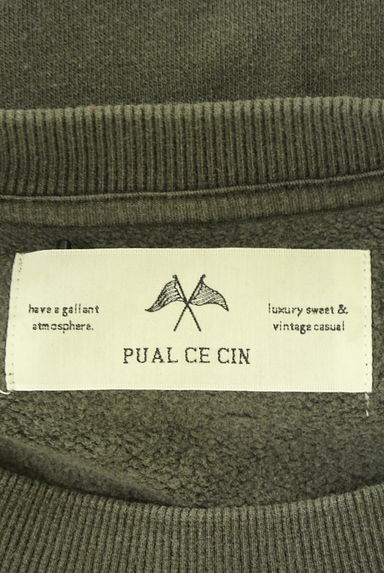 have a gallant
atmosphere.
luxury sweet &
vintage casual
PUAL CE CIN